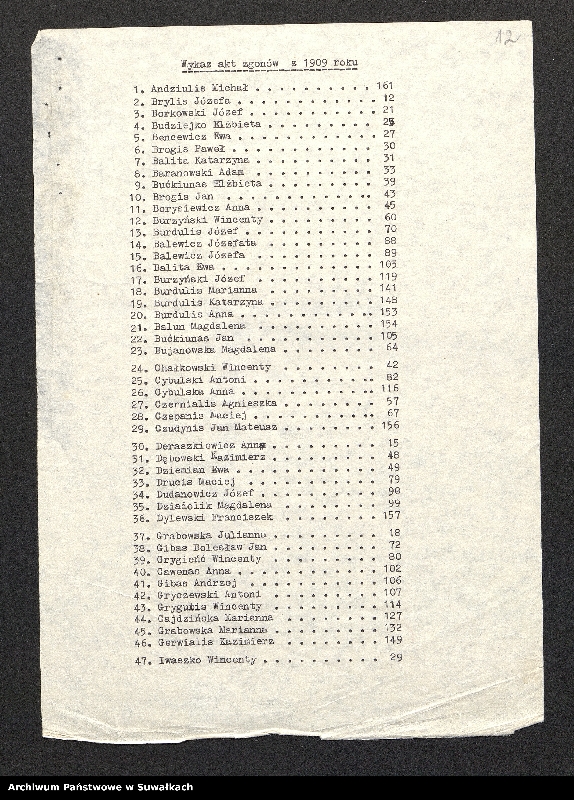 12
Wykaz akt zgonów z 1909 roku
1. Andziulis Michał . . . . . . . . . . 161
2. Brylis Józefa . . . . . . . . . . . 12
3. Borkowski Józef . . . . . . . . . . 21
4. Budziejko Elżbieta . . . . . . . . . 25
5. Bencewicz Ewa . . . . . . . . . . . 27
6. Brogis Paweł . . . . . . . . . . . 30
7. Balita Katarzyna . . . . . . . . . . 31
8. Baranowski Adam . . . . . . . . . . 33
9. Bućkiunas Elżbieta . . . . . . . . . 39
10. Brogis Jan . . . . . . . . . . . . 43
11. Borysiewicz Anna . . . . . . . . . . 45
12. Burzyński Wincenty . . . . . . . . . 60
13. Burdulis Józef . . . . . . . . . . . 70
14. Balewicz Józefata . . . . . . . . . 88
15. Balewicz Józefa . . . . . . . . . . 89
16. Balita Ewa . . . . . . . . . . . . 103
17. Burzyński Józef . . . . . . . . . . 119
18. Burdulis Marianna . . . . . . . . . 141
19. Burdulis Katarzyna . . . . . . . . . 148
20. Burdulis Anna . . . . . . . . . . . 153
21. Balun Magdalena . . . . . . . . . . 154
22. Bućkiunas Jan . . . . . . . . . . . 105
23. Bujanowska Magdalena . . . . . . . . 64
24. Chałkowski Wincenty . . . . . . . . 42
25. Cybulski Antoni . . . . . . . . . . 82
26. Cybulska Anna . . . . . . . . . . . 116
27. Czernialis Agnieszka . . . . . . . . 57
28. Czepanis Maciej . . . . . . . . . . 67
29. Czudynis Jan Mateusz . . . . . . . . 156
30. Deraszkiewicz Anna . . . . . . . . . 15
31. Dębowski Kazimierz . . . . . . . . . 48
32. Dziemian Ewa . . . . . . . . . . . 49
33. Drucis Maciej . . . . . . . . . . . 79
34. Dudanowicz Józef . . . . . . . . . . 90
35. Dziaiolik Magdalena . . . . . . . . 99
36. Dylewski Franciszek . . . . . . . . 157
37. Grabowska Julianna . . . . . . . . . 18
38. Gibas Bolesław Jan . . . . . . . . . 72
39. Grygieńć Wincenty . . . . . . . . . 80
40. Gawenas Anna . . . . . . . . . . . 102
41. Gibas Andrzej . . . . . . . . . . . 106
42. Gryczewski Antoni . . . . . . . . . 107
43. Grygutis Wincenty . . . . . . . . . 114
44. Gajdzińska Marianna . . . . . . . . 127
45. Grabowska Marianna . . . . . . . . . 132
46. Gerwialis Kazimierz . . . . . . . . 149
47. Iwaszko Wincenty . . . . . . . . . . 29
Archiwum Państwowe w Suwałkach